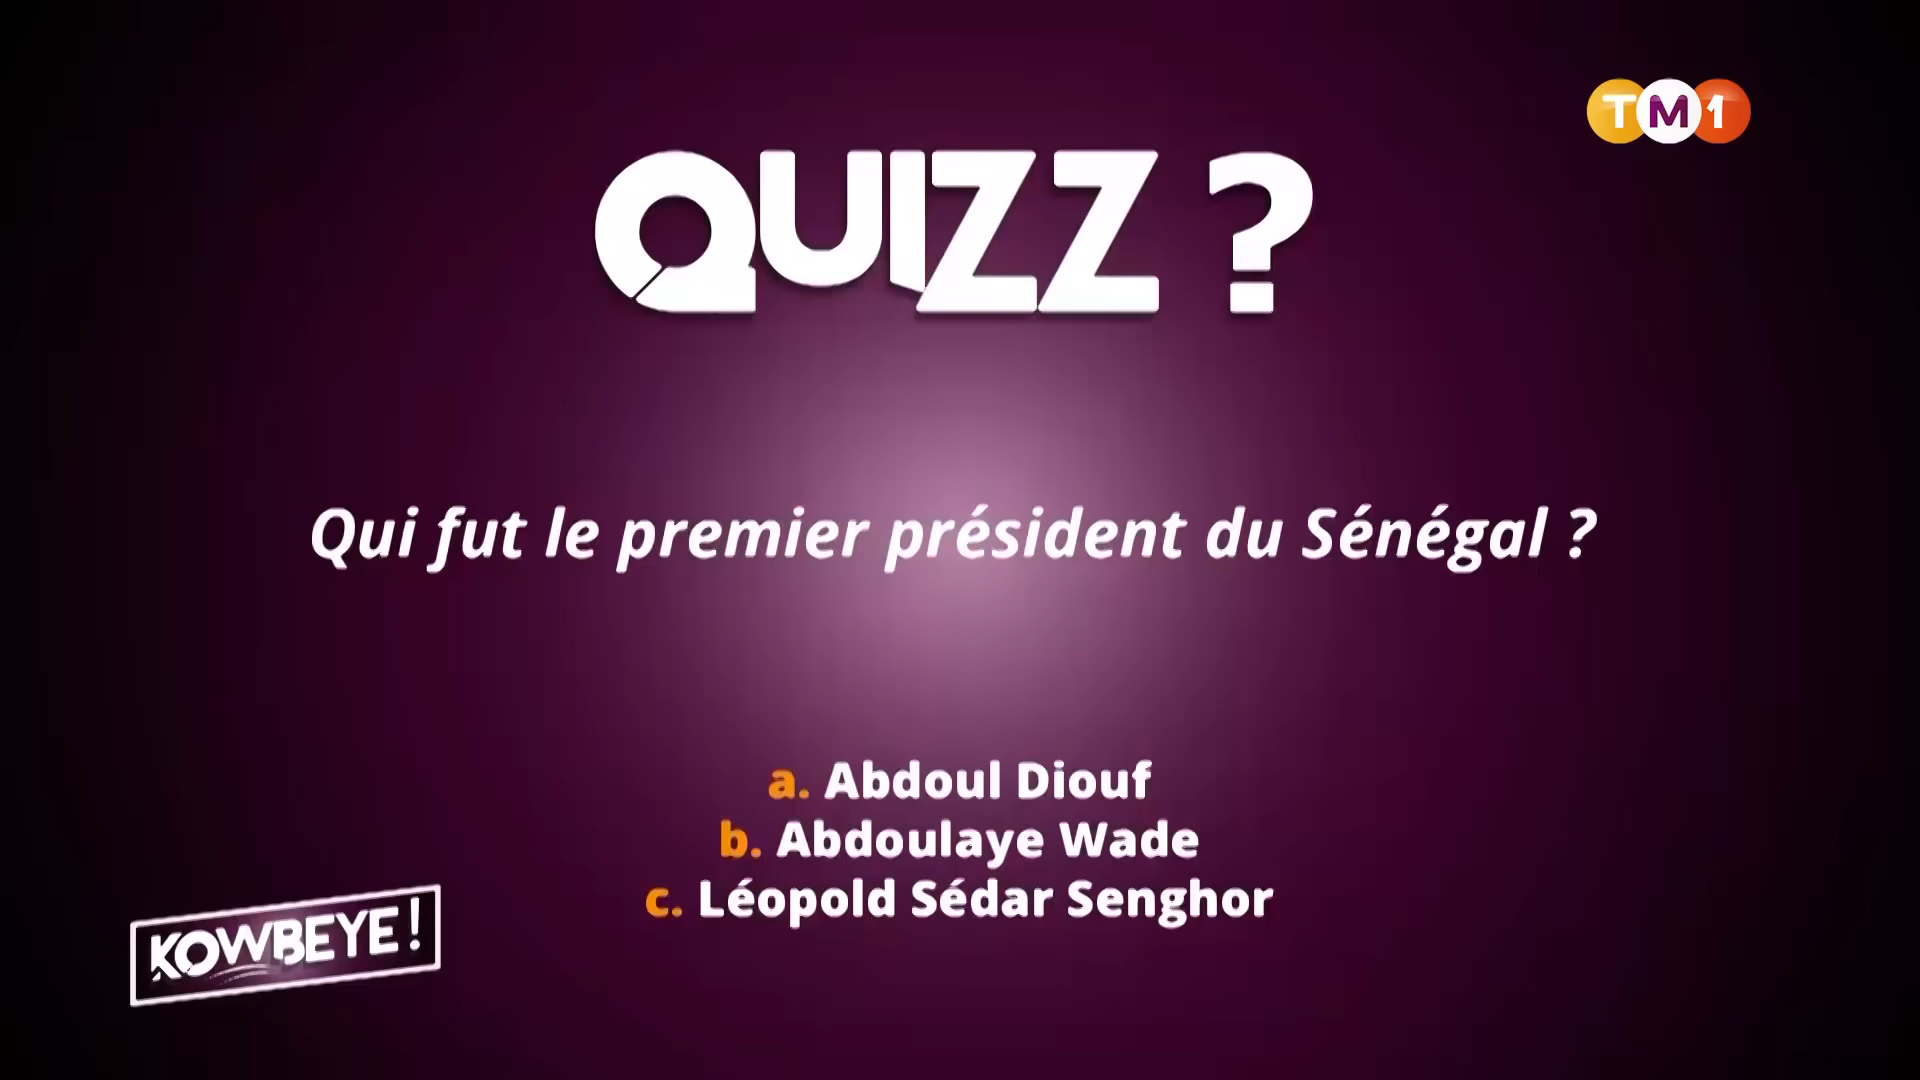 TM1
QUIZZ ?
Qui fut le premier président du Sénégal ?
a. Abdoul Diouf
b. Abdoulaye Wade
c. Léopold Sédar Senghor
KOWBEYE!